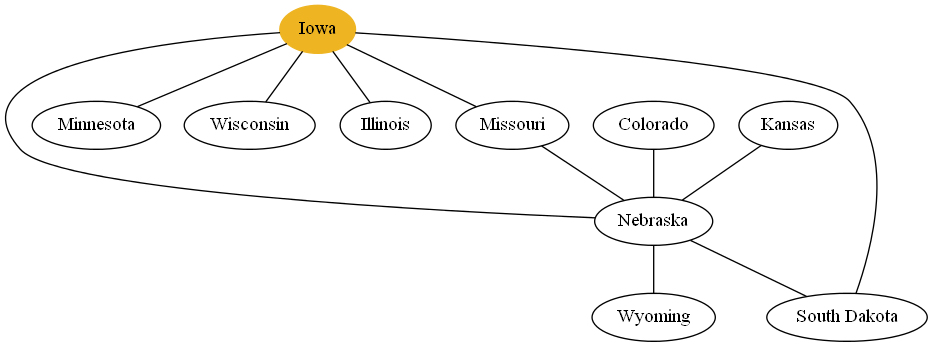 Iowa
Minnesota
Wisconsin
Illinois
Missouri
Colorado
Kansas
Nebraska
Wyoming
South Dakota